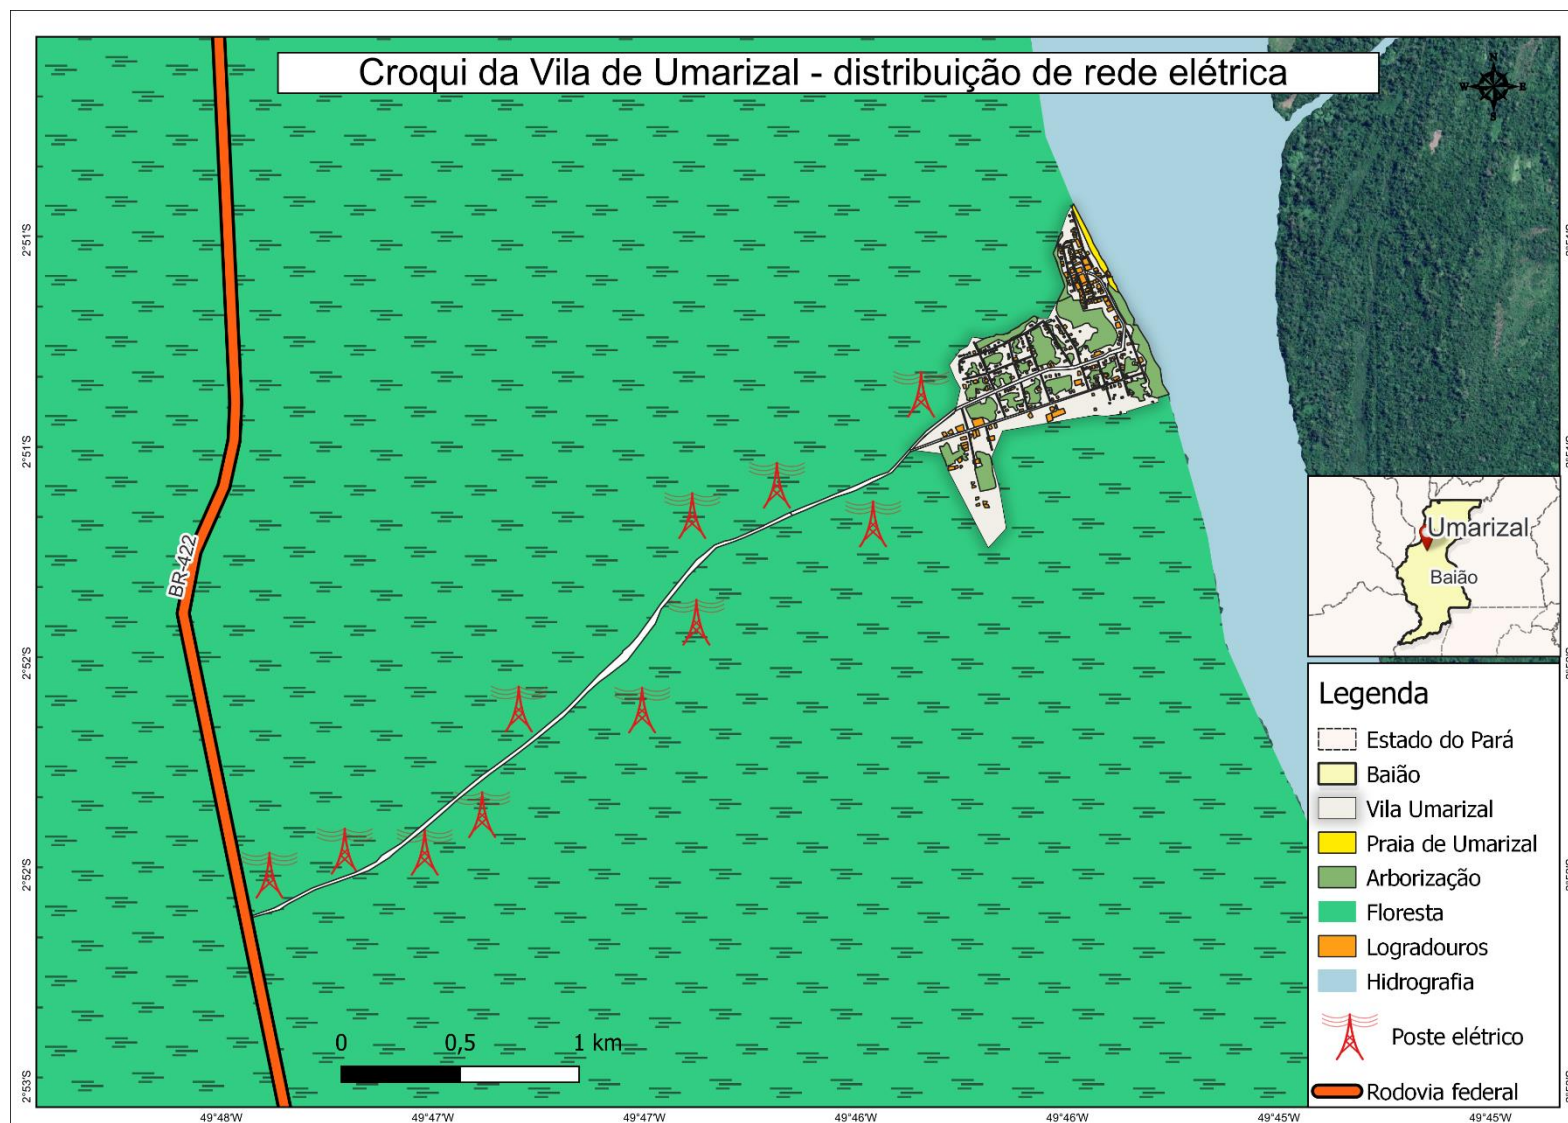 Croqui da Vila de Umarizal - distribuição de rede elétrica
N
W
E
S
2°51'S
2°51'S
2°52'S
2°52'S
2°53'S
BR-422
Umarizal
Baião
Legenda
Estado do Pará
Baião
Vila Umarizal
Praia de Umarizal
Arborização
Floresta
Logradouros
Hidrografia
Poste elétrico
Rodovia federal
0 0,5 1 km
49°48'W 49°47'W 49°47'W 49°46'W 49°46'W 49°45'W 49°45'W